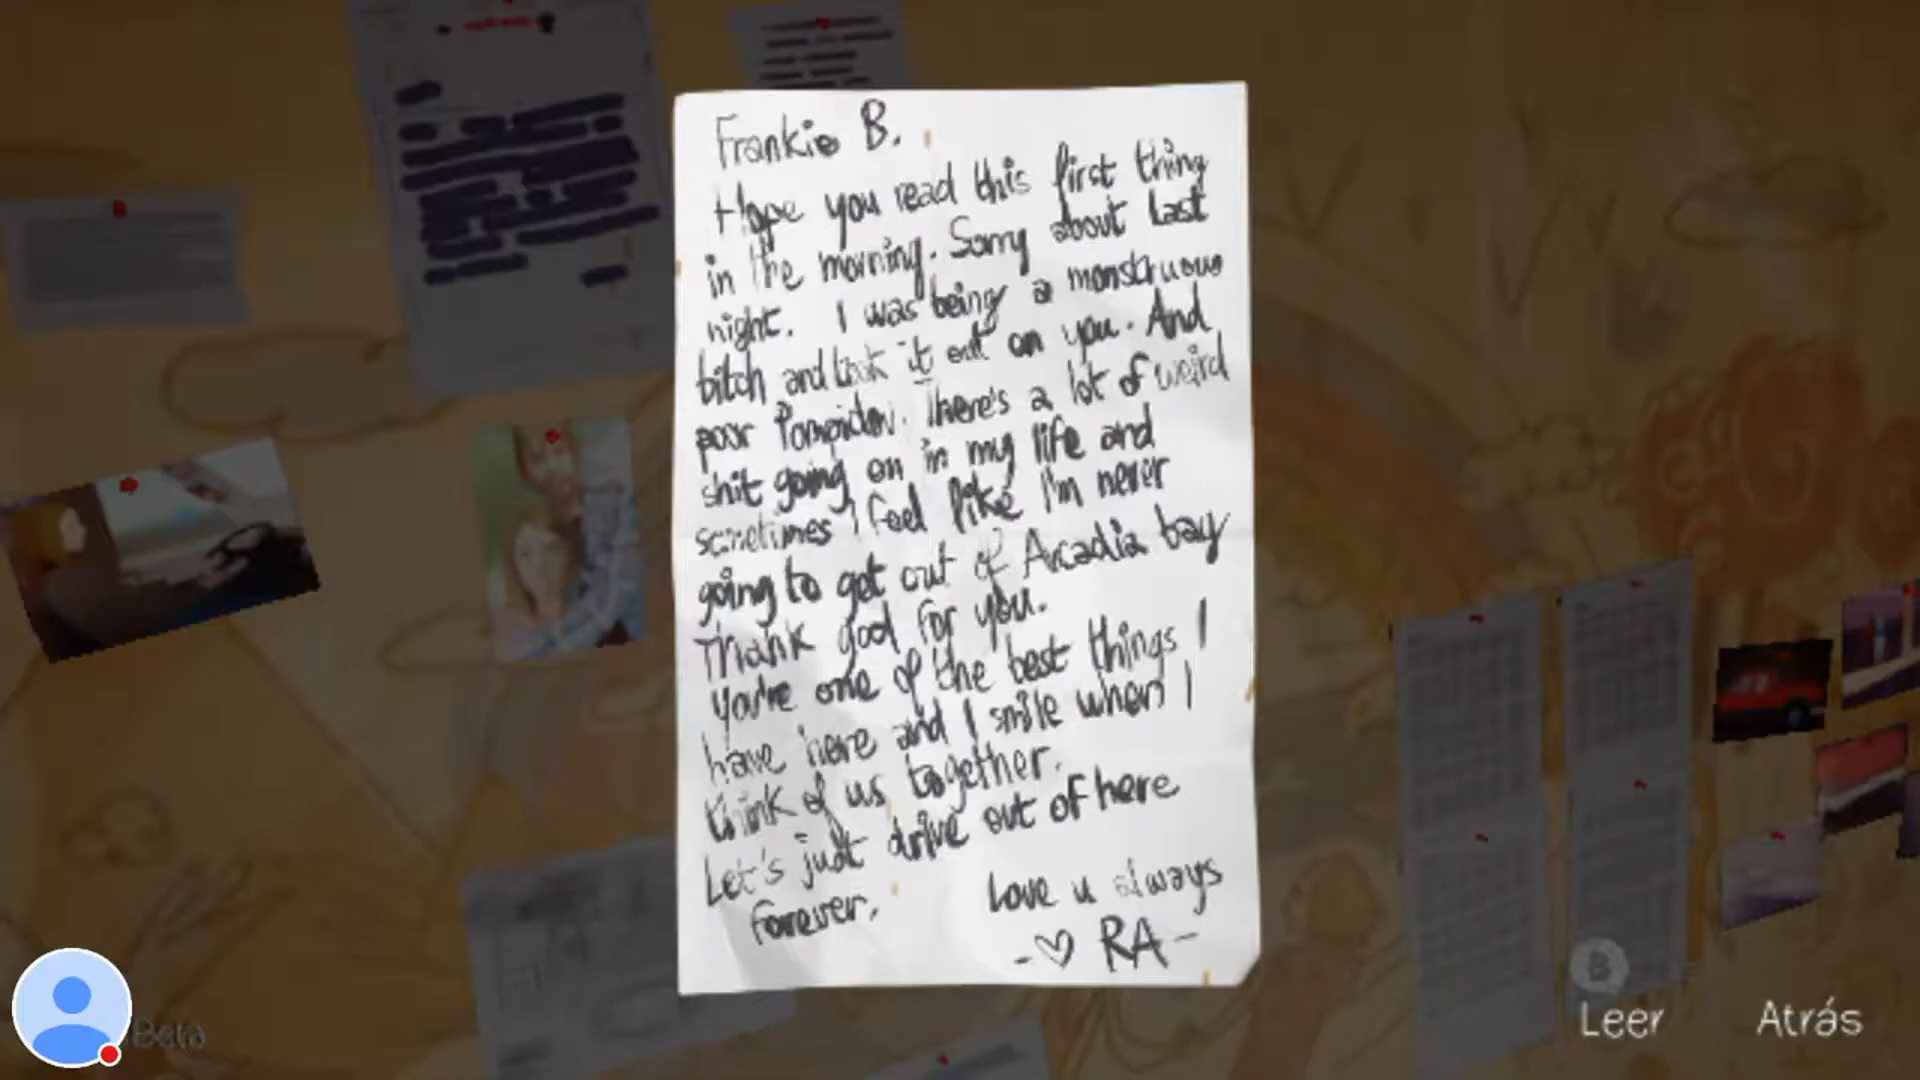 Frankie B.
Hope you read this first thing
in the morning. Sorry about last
night. I was being a monstruous
bitch and took it out on you. And
poor Pompidou. There's a lot of weird
shit going on in my life and
sometimes I feel like I'm never
going to get out of Arcadia bay
Thank god for you.
You're one of the best things I
have here and I smile when I
think of us together.
Let's just drive out of here
forever.
Love u always
-♡ RA-
B
Leer
Atrás
Beta